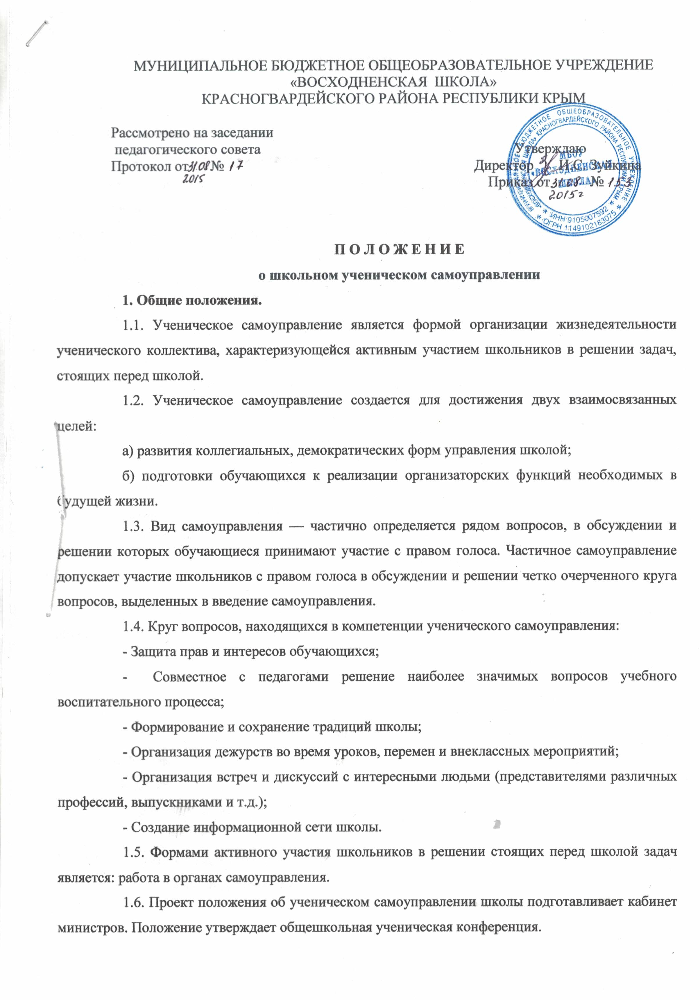 МУНИЦИПАЛЬНОЕ БЮДЖЕТНОЕ ОБЩЕОБРАЗОВАТЕЛЬНОЕ УЧРЕЖДЕНИЕ
«ВОСХОДНЕНСКАЯ ШКОЛА»
КРАСНОГВАРДЕЙСКОГО РАЙОНА РЕСПУБЛИКИ КРЫМ
Рассмотрено на заседании
педагогического совета
Протокол от 31.08 № 17
2015
Утверждаю
Директор И.С. Зуйкина
Приказ от 31.08. № 153
2015г
МУНИЦИПАЛЬНОЕ БЮДЖЕТНОЕ ОБЩЕОБРАЗОВАТЕЛЬНОЕ УЧРЕЖДЕНИЕ
«ВОСХОДНЕНСКАЯ ШКОЛА» КРАСНОГВАРДЕЙСКОГО РАЙОНА РЕСПУБЛИКИ КРЫМ
МБОУ
«ВОСХОДНЕНСКАЯ
ШКОЛА»
* ИНН 9105007592 *
* ОГРН 1149102183075 *
П О Л О Ж Е Н И Е
о школьном ученическом самоуправлении
1. Общие положения.
1.1. Ученическое самоуправление является формой организации жизнедеятельности
ученического коллектива, характеризующейся активным участием школьников в решении задач,
стоящих перед школой.
1.2. Ученическое самоуправление создается для достижения двух взаимосвязанных
целей:
а) развития коллегиальных, демократических форм управления школой;
б) подготовки обучающихся к реализации организаторских функций необходимых в
будущей жизни.
1.3. Вид самоуправления — частично определяется рядом вопросов, в обсуждении и
решении которых обучающиеся принимают участие с правом голоса. Частичное самоуправление
допускает участие школьников с правом голоса в обсуждении и решении четко очерченного круга
вопросов, выделенных в введение самоуправления.
1.4. Круг вопросов, находящихся в компетенции ученического самоуправления:
- Защита прав и интересов обучающихся;
- Совместное с педагогами решение наиболее значимых вопросов учебного
воспитательного процесса;
- Формирование и сохранение традиций школы;
- Организация дежурств во время уроков, перемен и внеклассных мероприятий;
- Организация встреч и дискуссий с интересными людьми (представителями различных
профессий, выпускниками и т.д.);
- Создание информационной сети школы.
1.5. Формами активного участия школьников в решении стоящих перед школой задач
является: работа в органах самоуправления.
1.6. Проект положения об ученическом самоуправлении школы подготавливает кабинет
министров. Положение утверждает общешкольная ученическая конференция.